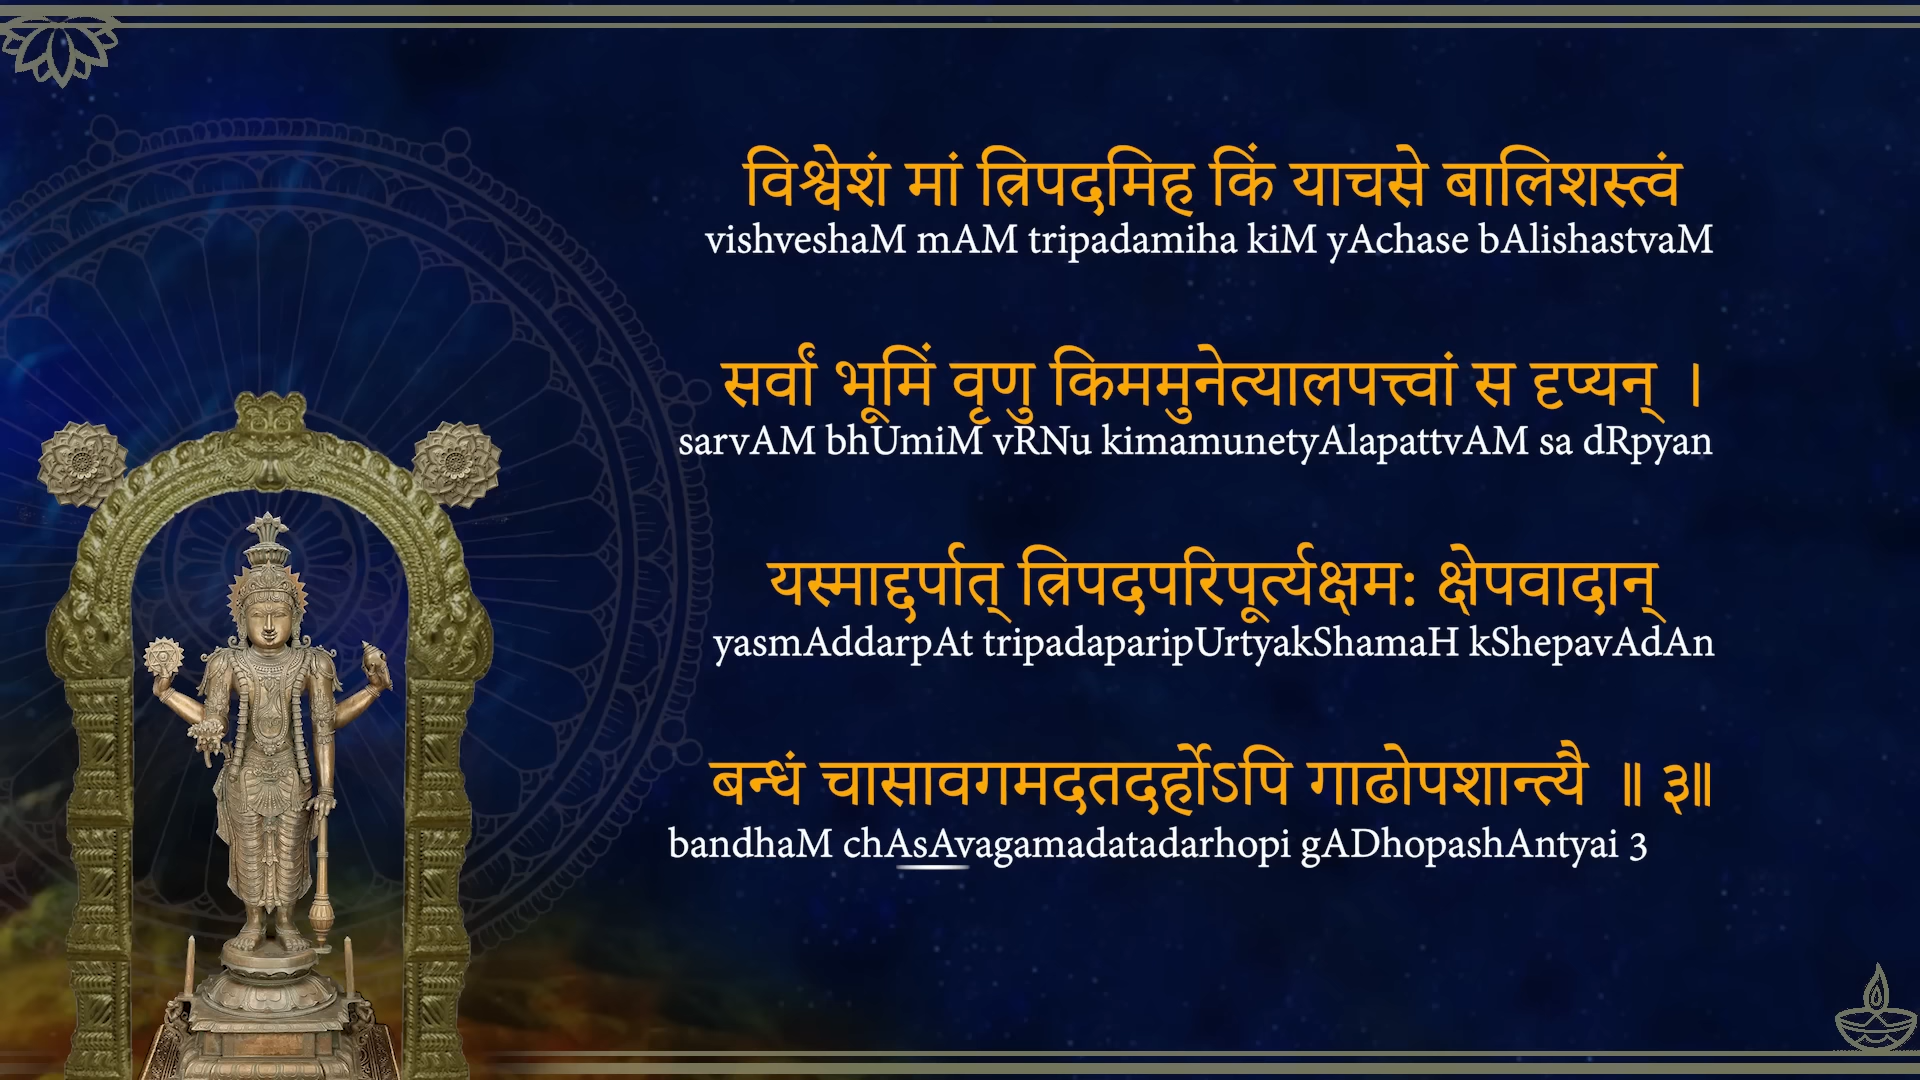 विश्वेशं मां त्रिपदमिह किं याचसे बालिशस्त्वं
vishveshaM mAM tripadamiha kiM yAchase bAlishastvaM
सर्वां भूमिं वृणु किममुनेत्यालपत्त्वां स दृप्यन् ।
sarvAM bhUmiM vRNu kimamunetyAlapattvAM sa dRpyan
यस्माद्दर्पात् त्रिपदपरिपूर्त्यक्षम: क्षेपवादान्
yasmAddarpAt tripadaparipUrtyakShamaH kShepavAdAn
बन्धं चासावगमदतदर्होऽपि गाढोपशान्त्यै ॥ ३॥
bandhaM chAsAvagamadatadarhopi gADhopashAntyai 3